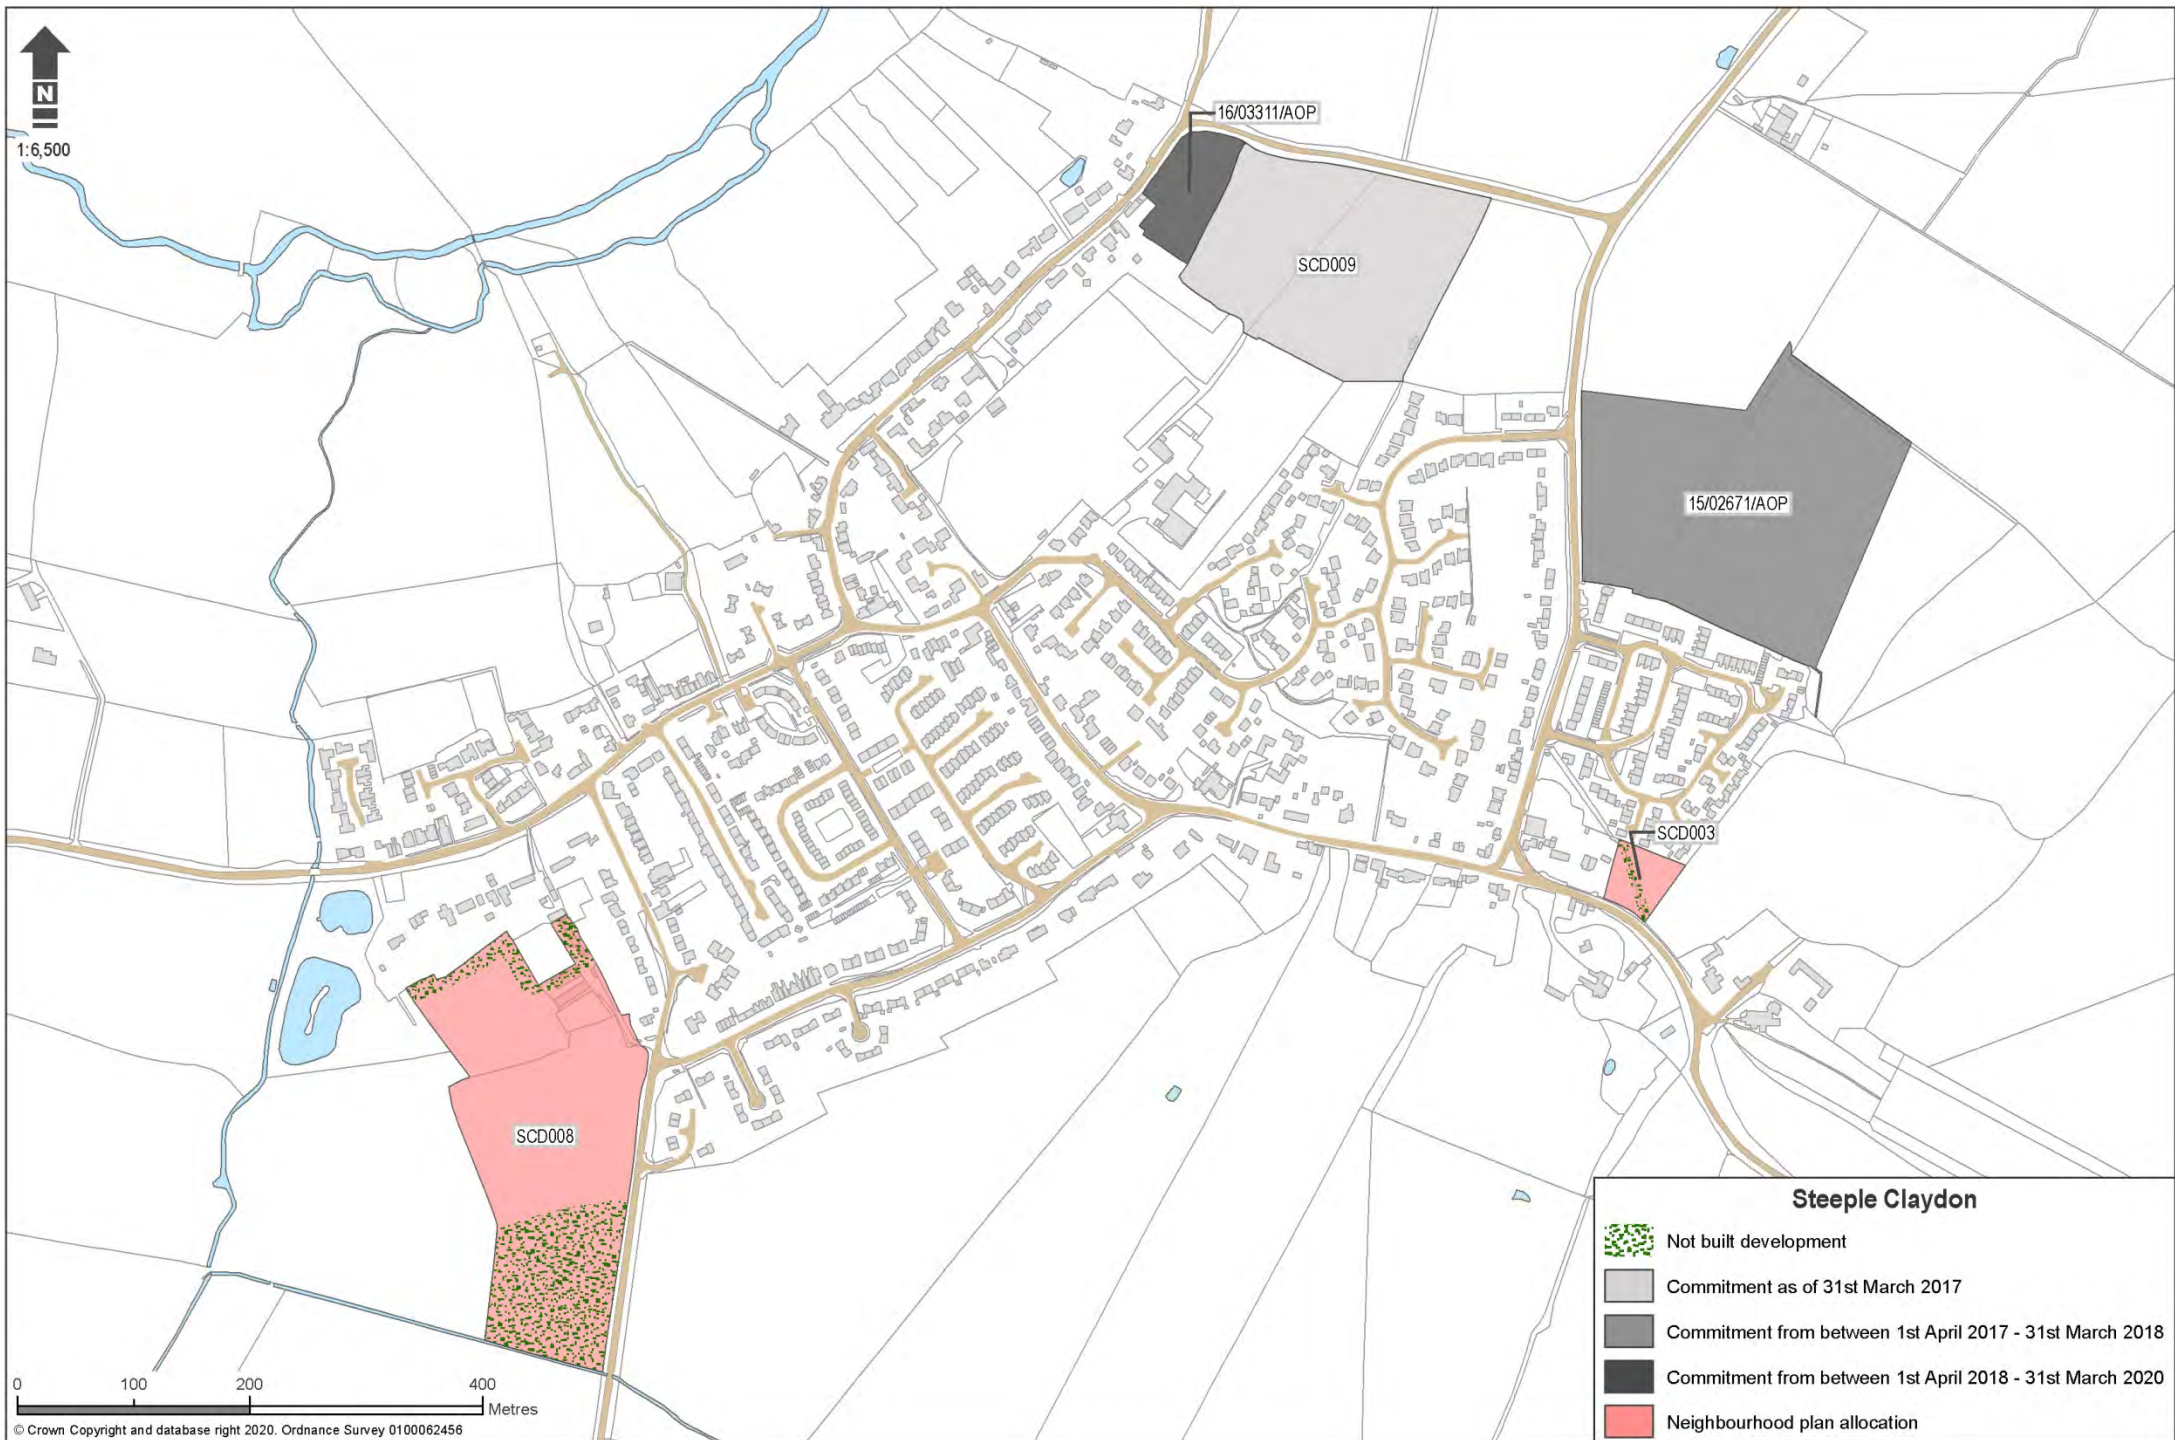 N
1:6,500
16/03311/AOP
SCD009
15/02671/AOP
SCD003
SCD008
Steeple Claydon
Not built development
Commitment as of 31st March 2017
Commitment from between 1st April 2017 - 31st March 2018
Commitment from between 1st April 2018 - 31st March 2020
Neighbourhood plan allocation
0 100 200 400
Metres
© Crown Copyright and database right 2020. Ordnance Survey 0100062456